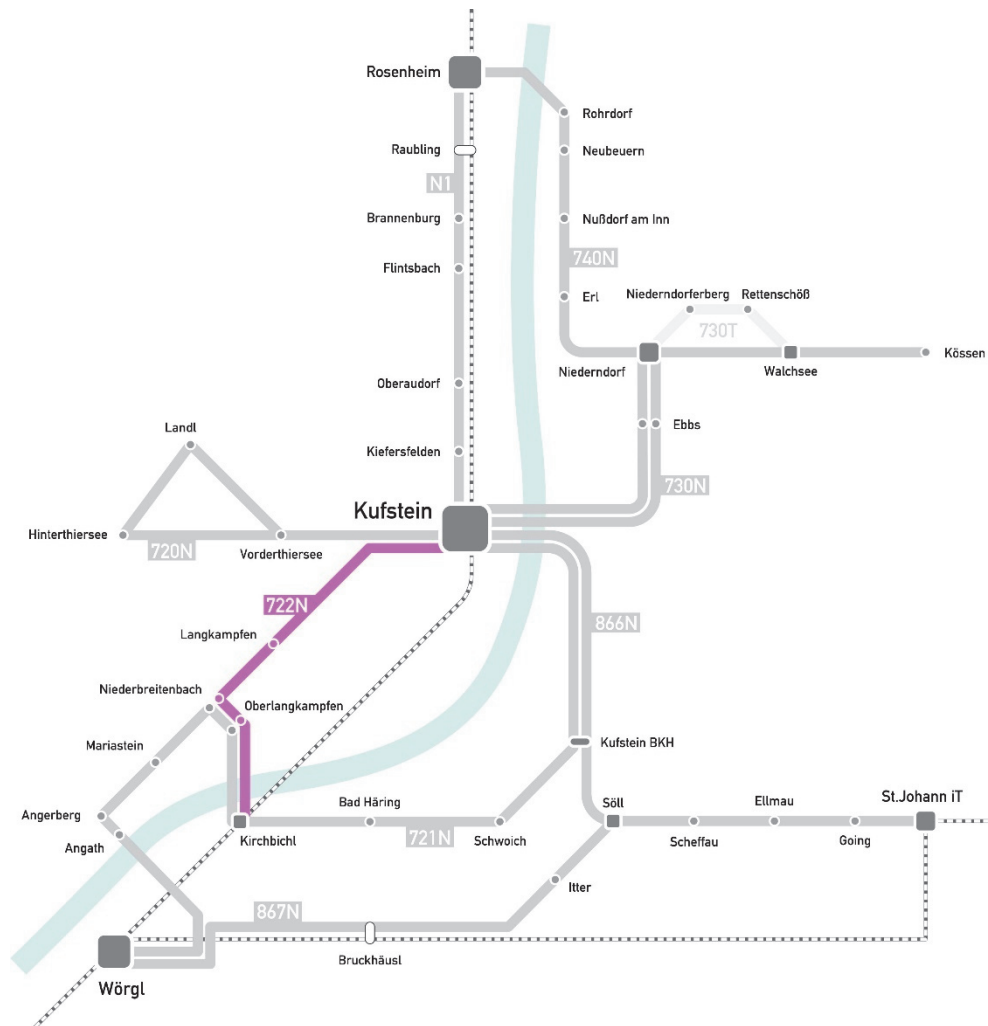 Rosenheim
Rohrdorf
Raubling
Neubeuern
N1
Brannenburg
Nußdorf am Inn
740N
Flintsbach
Erl
Niederndorferberg
Rettenschöß
730T
Niederndorf
Walchsee
Kössen
Oberaudorf
Ebbs
Landl
Kiefersfelden
730N
Kufstein
Hinterthiersee
720N
Vorderthiersee
722N
866N
Langkampfen
Niederbreitenbach
Oberlangkampfen
Mariastein
Kufstein BKH
Bad Häring
Söll
Ellmau
St.Johann iT
Angerberg
Angath
Kirchbichl
721N
Schwoich
Scheffau
Going
Itter
867N
Bruckhäusl
Wörgl